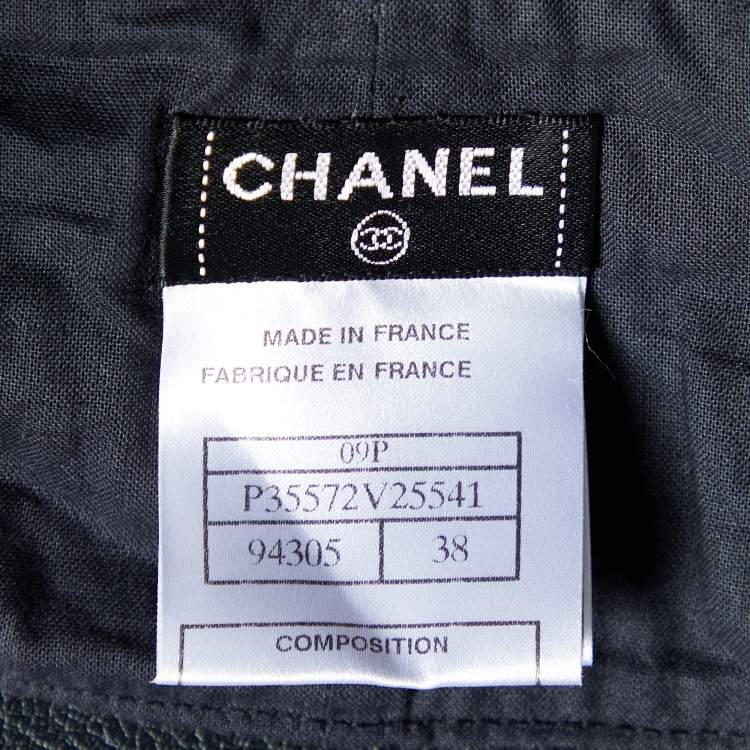 CHANEL
MADE IN FRANCE
FABRIQUE EN FRANCE
09P
P35572V25541
94305 38
COMPOSITION